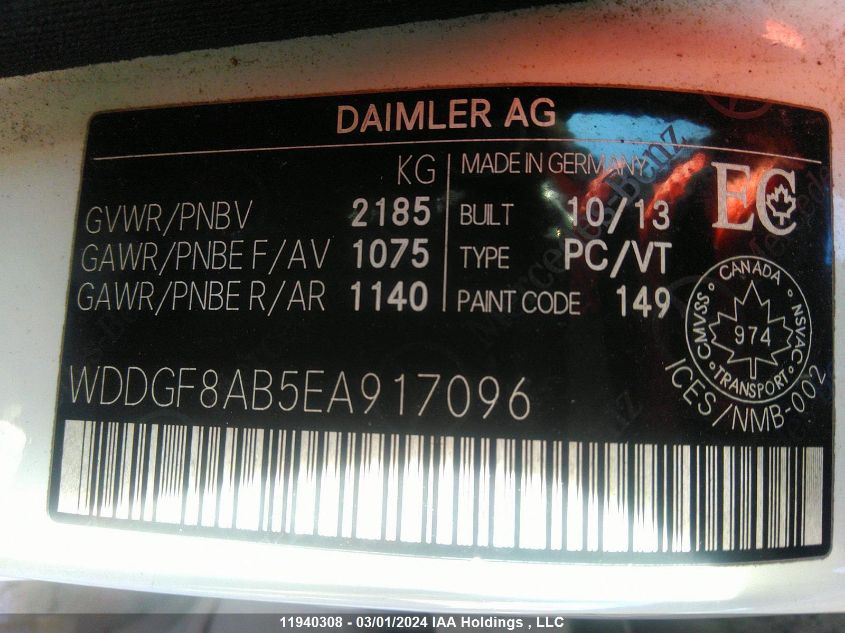 DAIMLER AG
KG
GVWR/PNBV 2185
GAWR/PNBE F/AV 1075
GAWR/PNBE R/AR 1140
MADE IN GERMANY
BUILT 10/13
TYPE PC/VT
PAINT CODE 149
EC
CANADA
CMVSS 974 NSVAC
TRANSPORT
ICES/NMB-002
WDDGF8AB5EA917096
Mercedes-Benz
11940308 - 03/01/2024 IAA Holdings , LLC